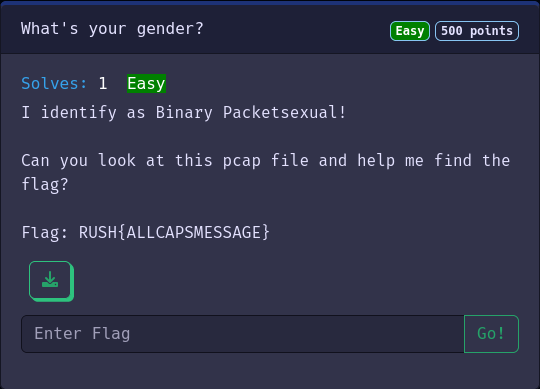 What's your gender?
Easy 500 points
Solves: 1 Easy
I identify as Binary Packetsexual!
Can you look at this pcap file and help me find the
flag?
Flag: RUSH{ALLCAPSMESSAGE}
Enter Flag Go!